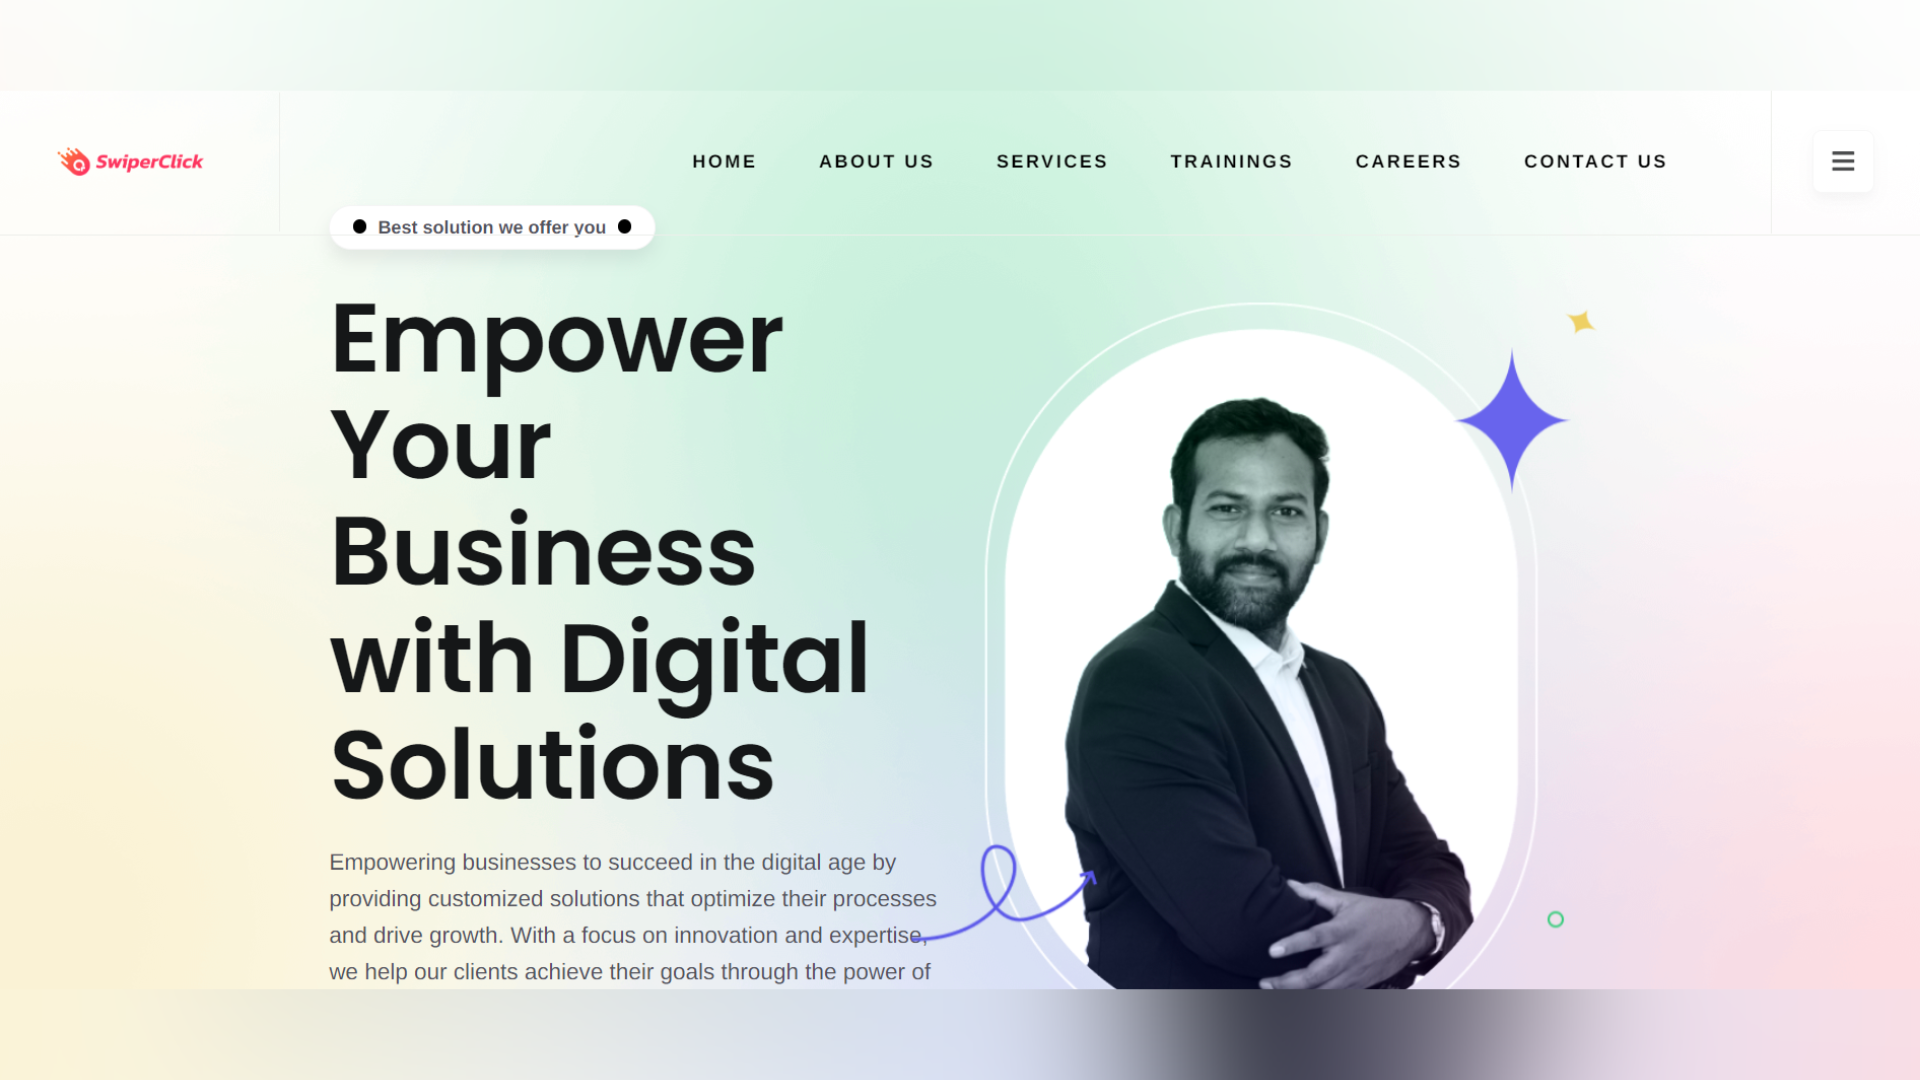 SwiperClick
HOME
ABOUT US
SERVICES
TRAININGS
CAREERS
CONTACT US
Best solution we offer you
Empower
Your
Business
with Digital
Solutions
Empowering businesses to succeed in the digital age by
providing customized solutions that optimize their processes
and drive growth. With a focus on innovation and expertise,
we help our clients achieve their goals through the power of